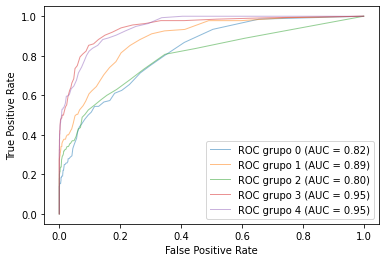 1.0
0.8
0.6
0.4
0.2
0.0
True Positive Rate
ROC grupo 0 (AUC = 0.82)
ROC grupo 1 (AUC = 0.89)
ROC grupo 2 (AUC = 0.80)
ROC grupo 3 (AUC = 0.95)
ROC grupo 4 (AUC = 0.95)
0.0 0.2 0.4 0.6 0.8 1.0
False Positive Rate